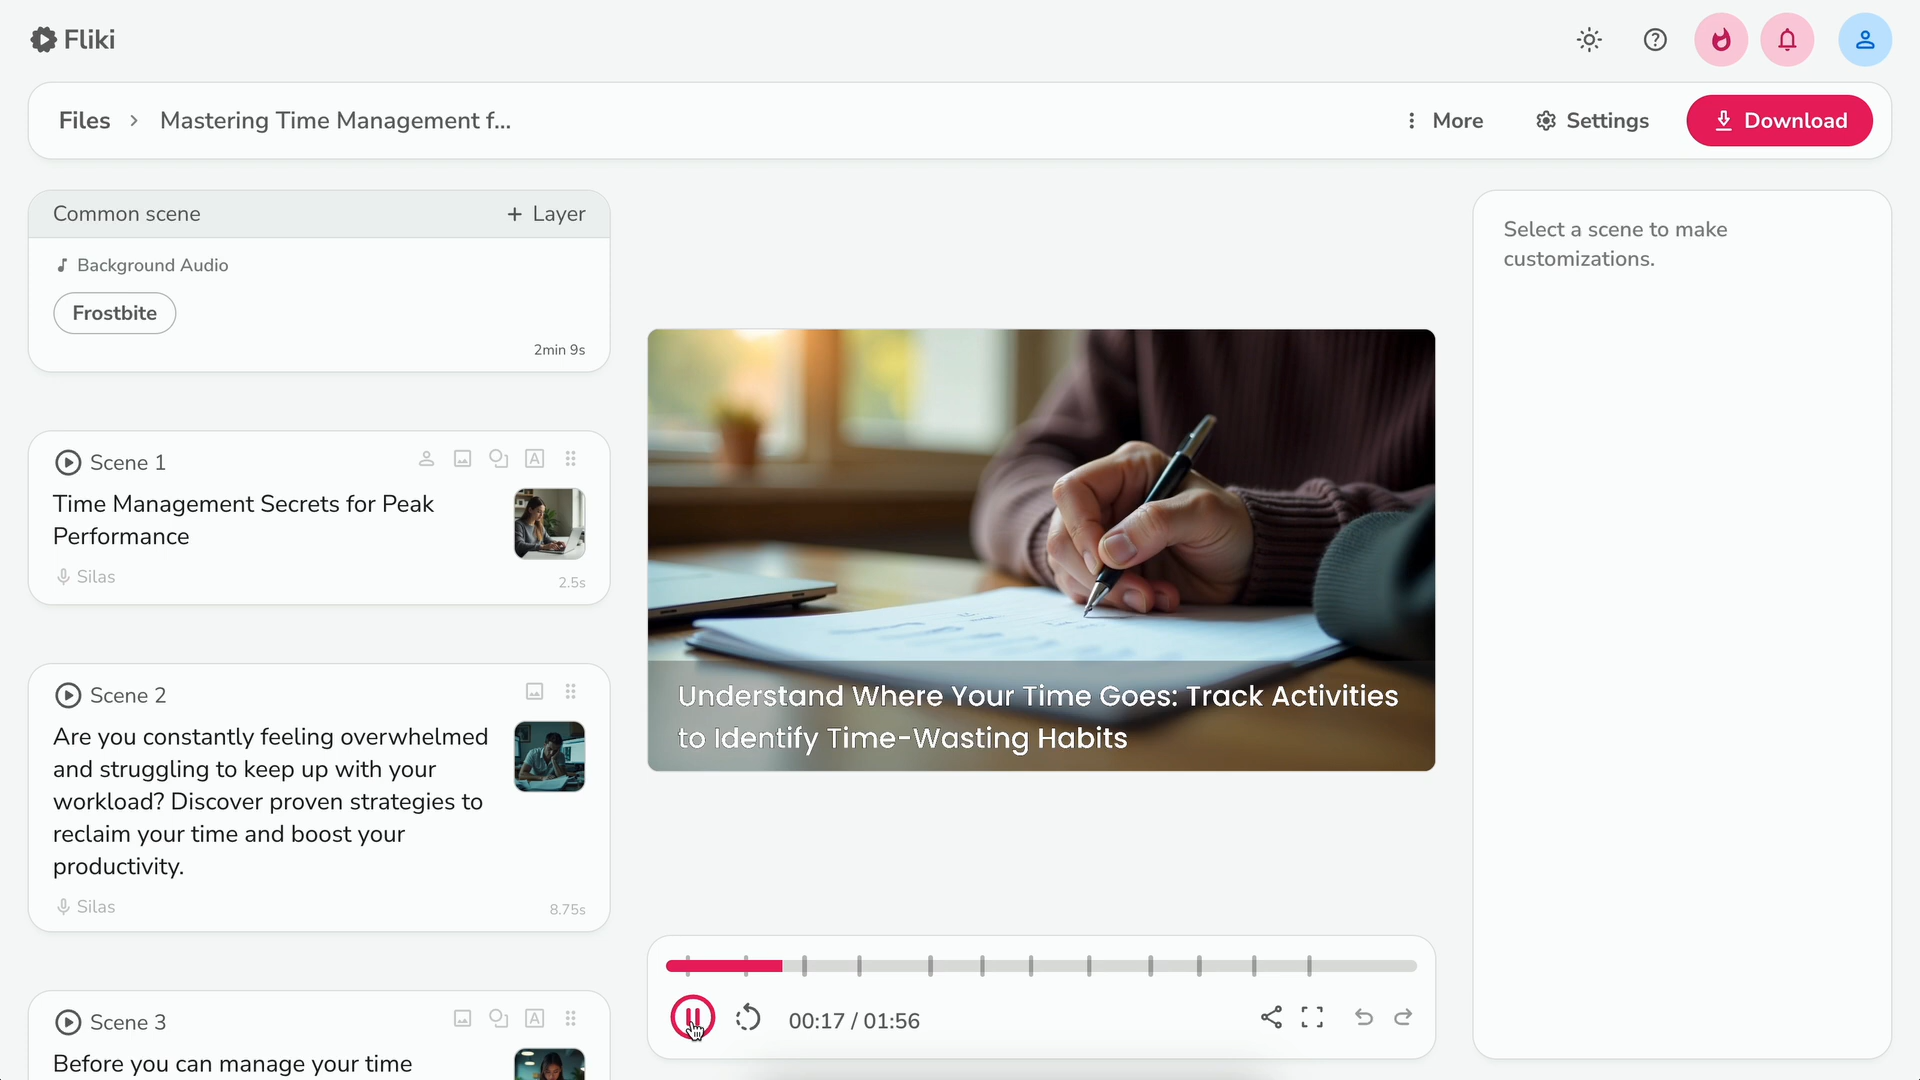 Fliki
Files > Mastering Time Management f...
More
Settings
Download
Common scene
+ Layer
Background Audio
Frostbite
2min 9s
Scene 1
Time Management Secrets for Peak
Performance
Silas
2.5s
Scene 2
Are you constantly feeling overwhelmed
and struggling to keep up with your
workload? Discover proven strategies to
reclaim your time and boost your
productivity.
Silas
8.75s
Scene 3
Before you can manage your time
Understand Where Your Time Goes: Track Activities
to Identify Time-Wasting Habits
00:17 / 01:56
Select a scene to make
customizations.